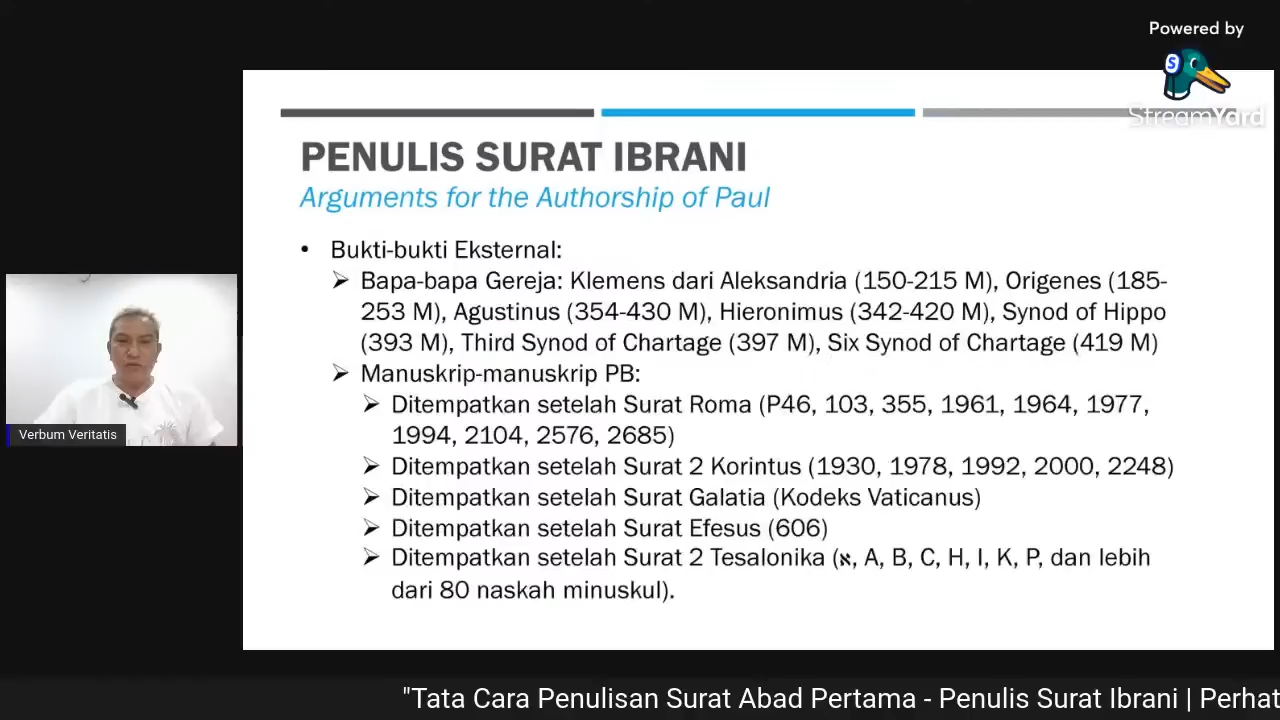 Powered by
StreamYard
PENULIS SURAT IBRANI
Arguments for the Authorship of Paul
• Bukti-bukti Eksternal:
➢ Bapa-bapa Gereja: Klemens dari Aleksandria (150-215 M), Origenes (185-
253 M), Agustinus (354-430 M), Hieronimus (342-420 M), Synod of Hippo
(393 M), Third Synod of Chartage (397 M), Six Synod of Chartage (419 M)
➢ Manuskrip-manuskrip PB:
➢ Ditempatkan setelah Surat Roma (P46, 103, 355, 1961, 1964, 1977,
1994, 2104, 2576, 2685)
➢ Ditempatkan setelah Surat 2 Korintus (1930, 1978, 1992, 2000, 2248)
➢ Ditempatkan setelah Surat Galatia (Kodeks Vaticanus)
➢ Ditempatkan setelah Surat Efesus (606)
➢ Ditempatkan setelah Surat 2 Tesalonika (א, A, B, C, H, I, K, P, dan lebih
dari 80 naskah minuskul).
Verbum Veritatis
"Tata Cara Penulisan Surat Abad Pertama - Penulis Surat Ibrani | Perhat